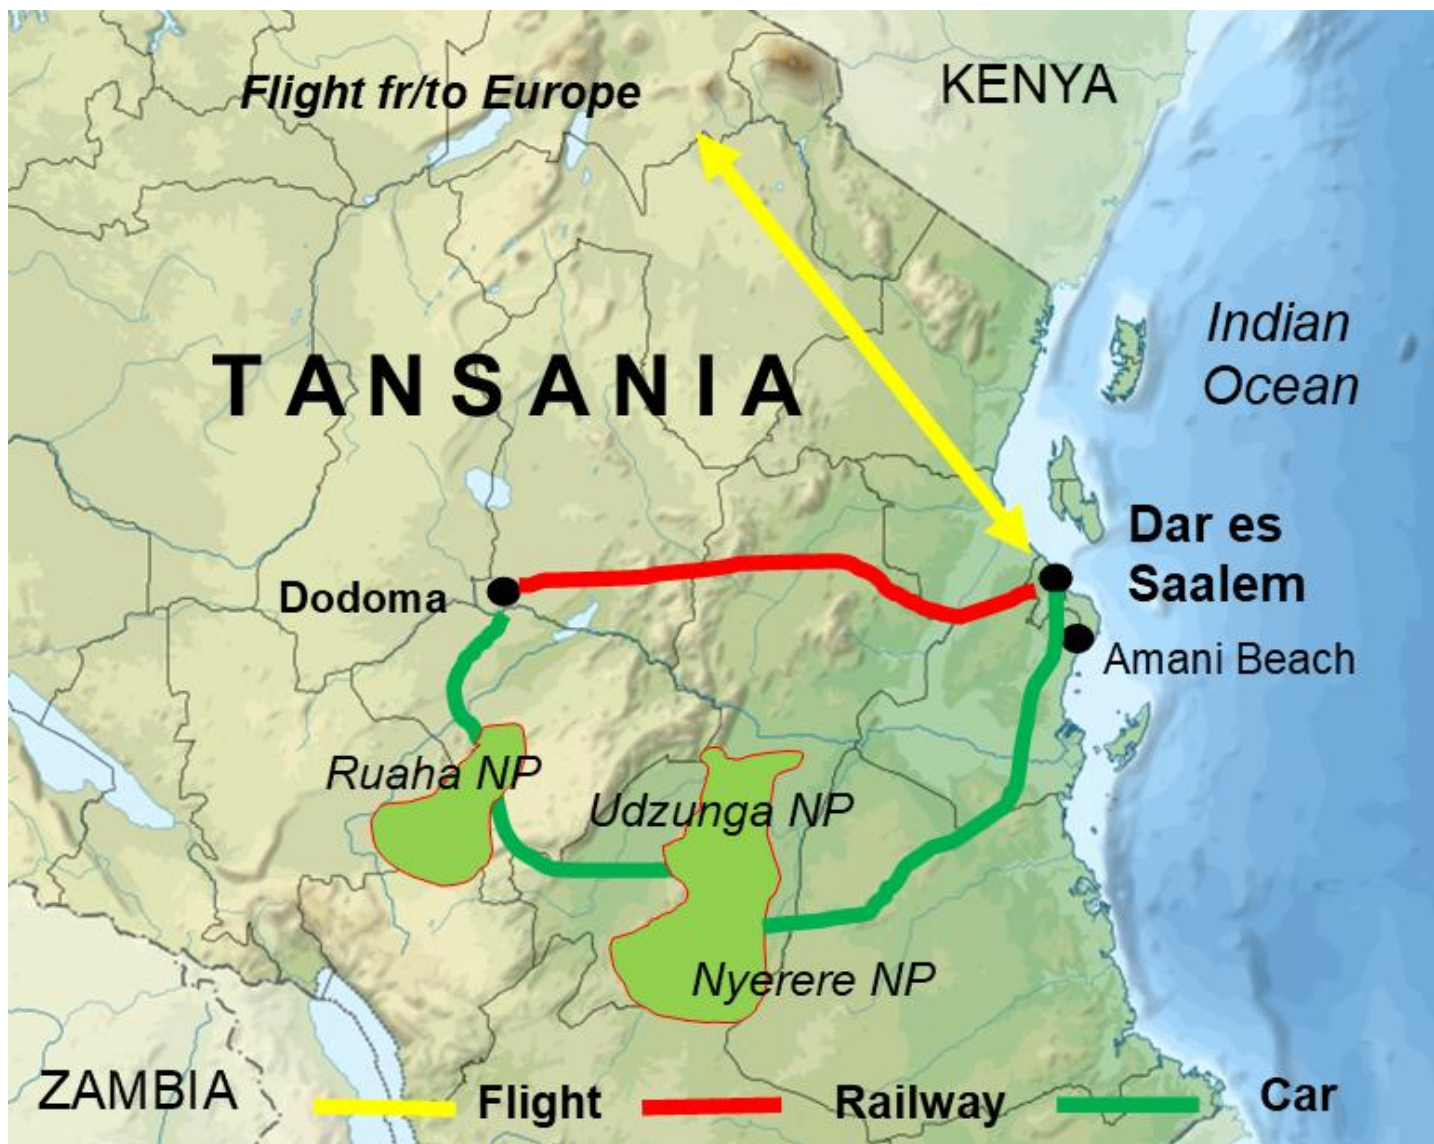 Flight fr/to Europe
KENYA
Indian
Ocean
TANSANIA
Dar es
Saalem
Dodoma
Amani Beach
Ruaha NP
Udzunga NP
Nyerere NP
ZAMBIA
Flight
Railway
Car